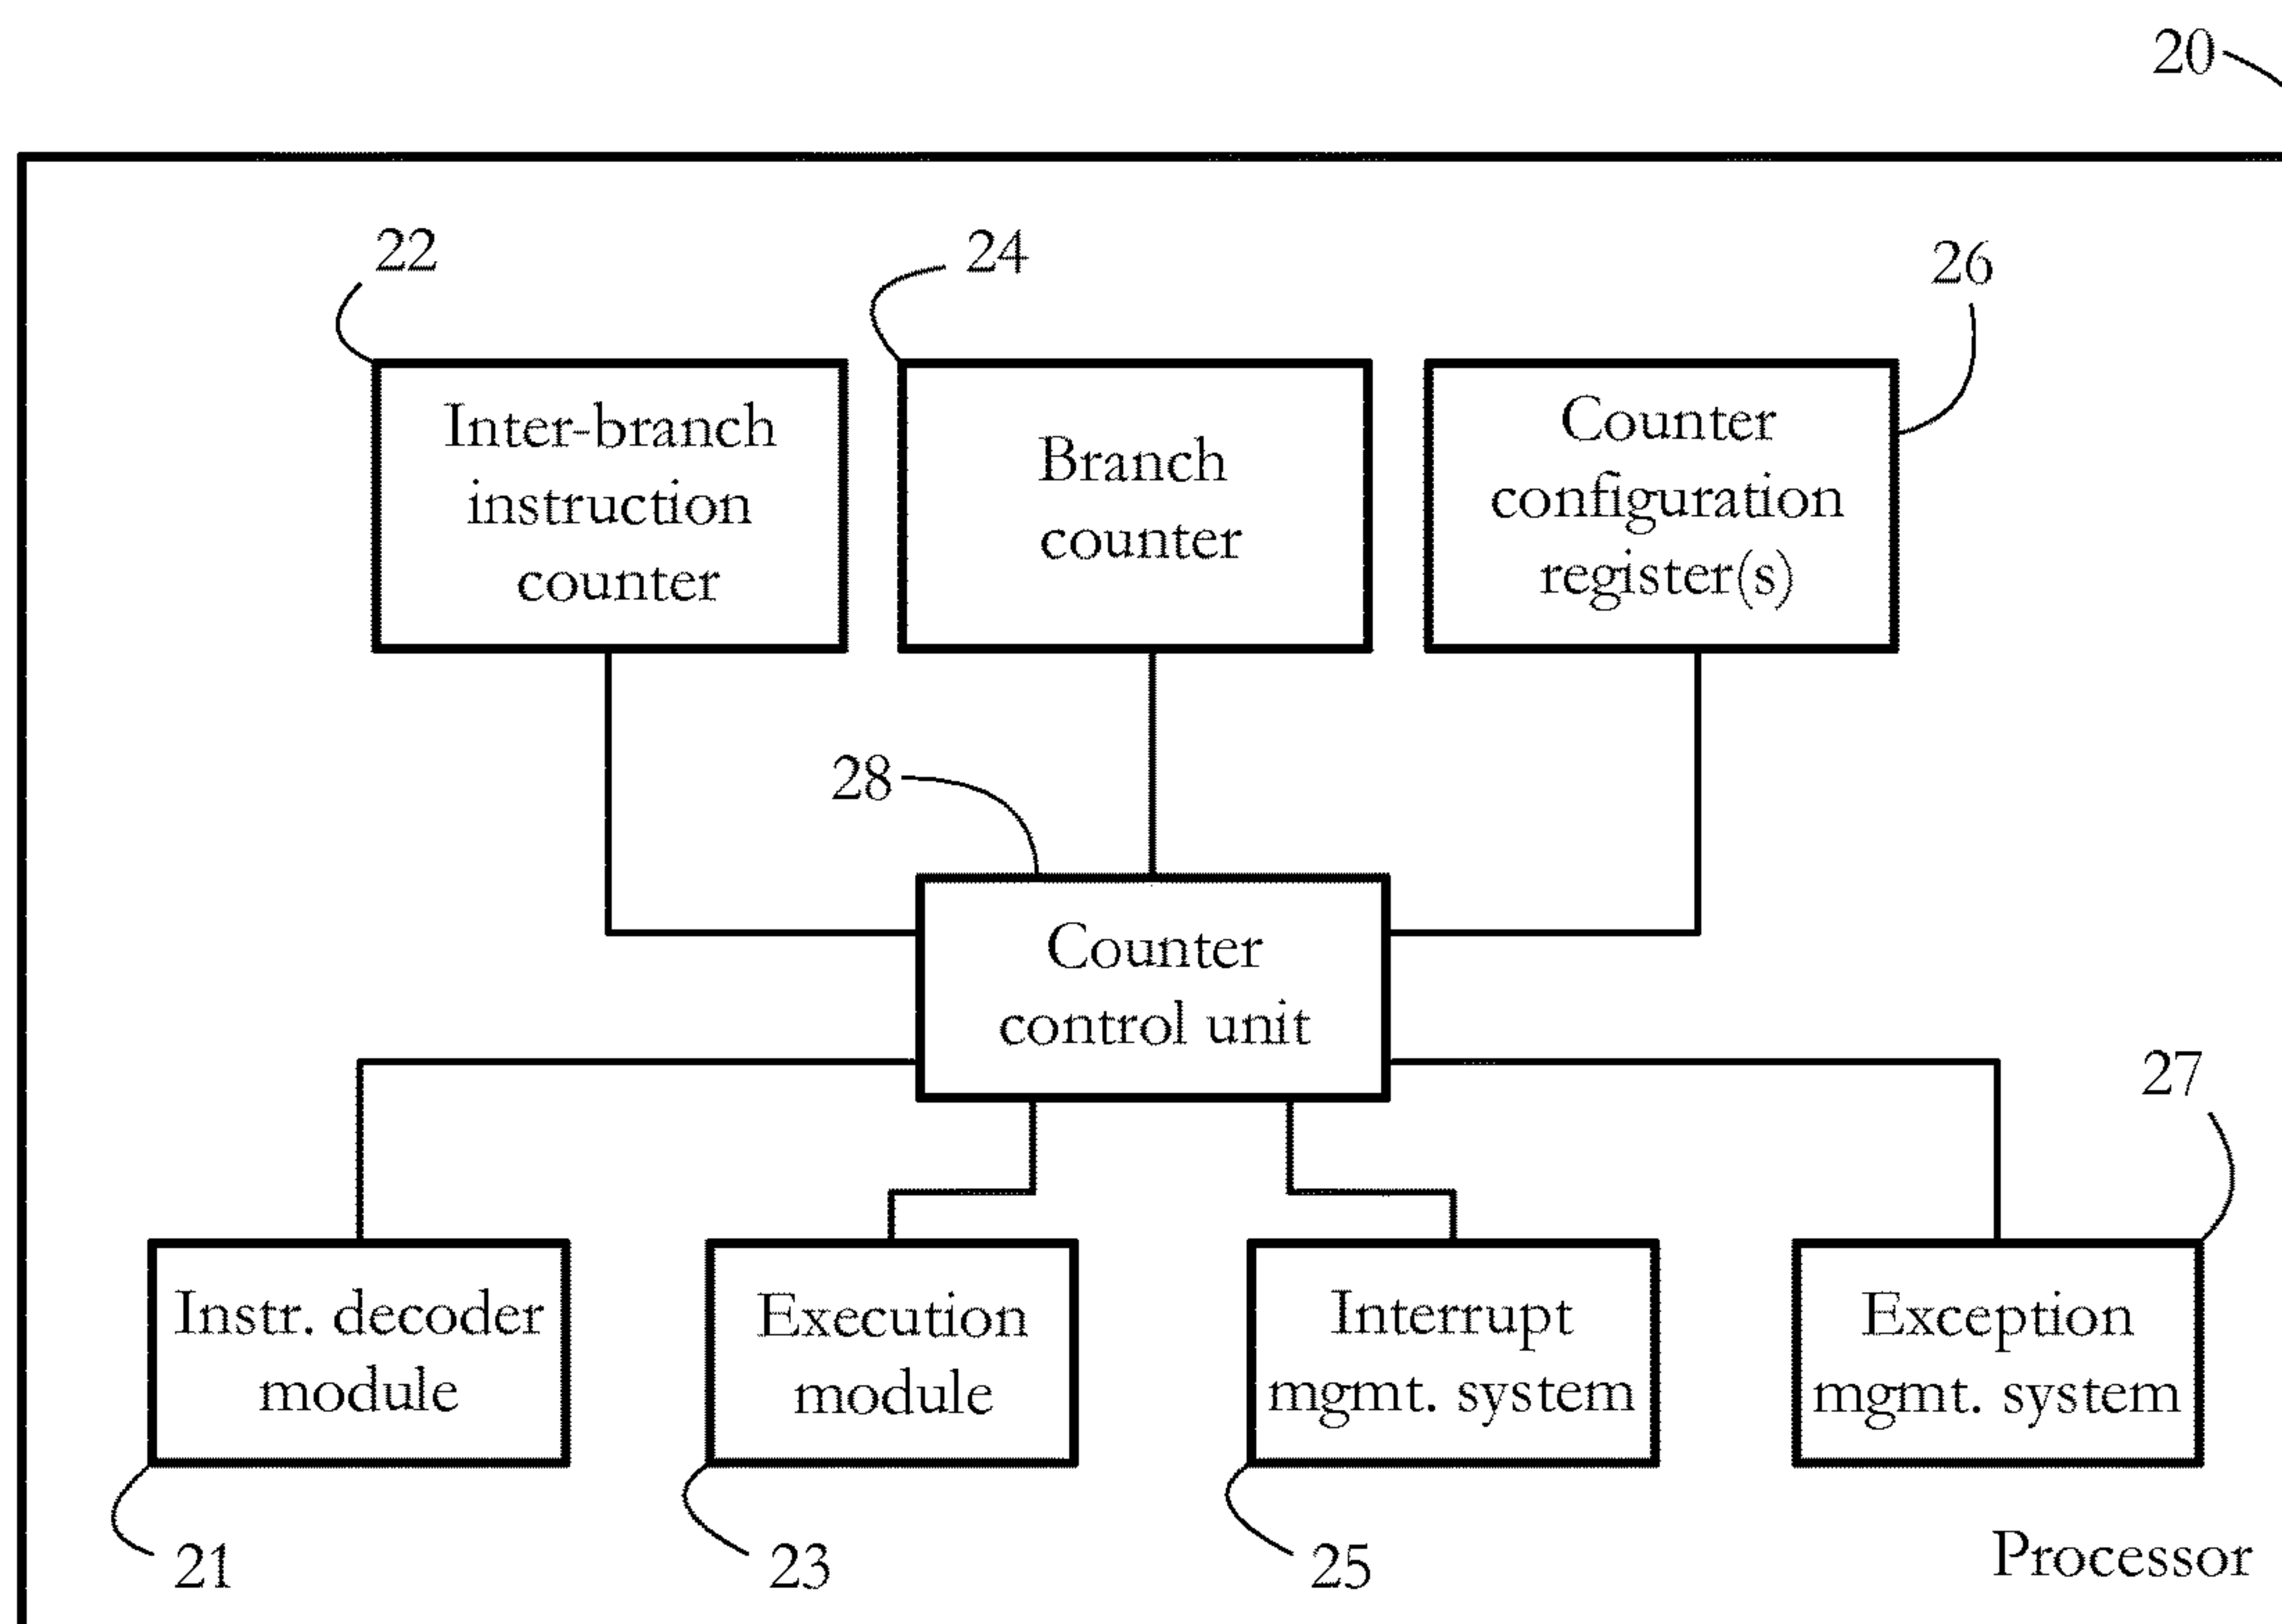 20
22
24
26
Inter-branch
instruction
counter
Branch
counter
Counter
configuration
register(s)
28
Counter
control unit
27
Instr. decoder
module
Execution
module
Interrupt
mgmt. system
Exception
mgmt. system
21
23
25
Processor